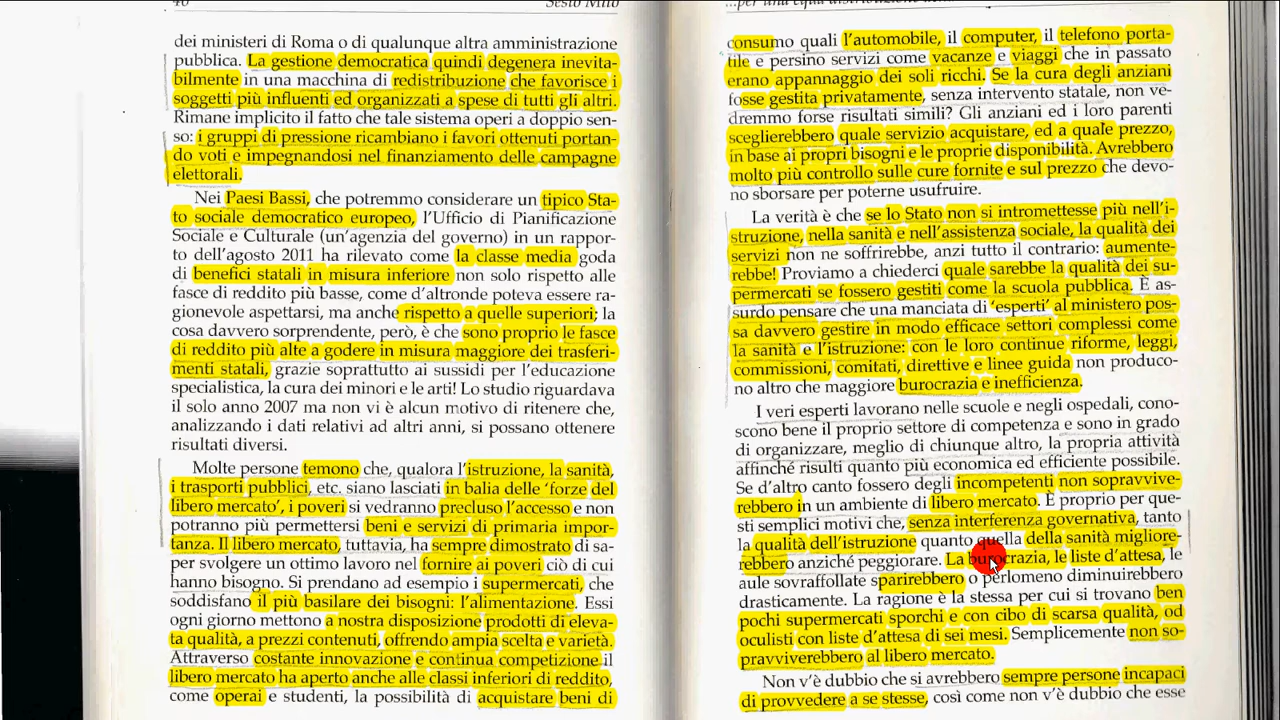 40 Sesto Mito
dei ministeri di Roma o di qualunque altra amministrazione
pubblica. La gestione democratica quindi degenera inevita-
bilmente in una macchina di redistribuzione che favorisce i
soggetti più influenti ed organizzati a spese di tutti gli altri.
Rimane implicito il fatto che tale sistema operi a doppio sen-
so: i gruppi di pressione ricambiano i favori ottenuti portan-
do voti e impegnandosi nel finanziamento delle campagne
elettorali.
Nei Paesi Bassi, che potremmo considerare un tipico Sta-
to sociale democratico europeo, l'Ufficio di Pianificazione
Sociale e Culturale (un'agenzia del governo) in un rappor-
to dell'agosto 2011 ha rilevato come la classe media goda
di benefici statali in misura inferiore non solo rispetto alle
fasce di reddito più basse, come d'altronde poteva essere ra-
gionevole aspettarsi, ma anche rispetto a quelle superiori; la
cosa davvero sorprendente, però, è che sono proprio le fasce
di reddito più alte a godere in misura maggiore dei trasferi-
menti statali, grazie soprattutto ai sussidi per l'educazione
specialistica, la cura dei minori e le arti! Lo studio riguardava
il solo anno 2007 ma non vi è alcun motivo di ritenere che,
analizzando i dati relativi ad altri anni, si possano ottenere
risultati diversi.
Molte persone temono che, qualora l'istruzione, la sanità,
i trasporti pubblici, etc. siano lasciati in balia delle 'forze del
libero mercato', i poveri si vedranno precluso l'accesso e non
potranno più permettersi beni e servizi di primaria impor-
tanza. Il libero mercato, tuttavia, ha sempre dimostrato di sa-
per svolgere un ottimo lavoro nel fornire ai poveri ciò di cui
hanno bisogno. Si prendano ad esempio i supermercati, che
soddisfano il più basilare dei bisogni: l'alimentazione. Essi
ogni giorno mettono a nostra disposizione prodotti di eleva-
ta qualità, a prezzi contenuti, offrendo ampia scelta e varietà.
Attraverso costante innovazione e continua competizione il
libero mercato ha aperto anche alle classi inferiori di reddito,
come operai e studenti, la possibilità di acquistare beni di
...per una equa distribuzione
consumo quali l'automobile, il computer, il telefono porta-
tile e persino servizi come vacanze e viaggi che in passato
erano appannaggio dei soli ricchi. Se la cura degli anziani
fosse gestita privatamente, senza intervento statale, non ve-
dremmo forse risultati simili? Gli anziani ed i loro parenti
sceglierebbero quale servizio acquistare, ed a quale prezzo,
in base ai propri bisogni e le proprie disponibilità. Avrebbero
molto più controllo sulle cure fornite e sul prezzo che devo-
no sborsare per poterne usufruire.
La verità è che se lo Stato non si intromettesse più nell'i-
struzione, nella sanità e nell'assistenza sociale, la qualità dei
servizi non ne soffrirebbe, anzi tutto il contrario: aumente-
rebbe! Proviamo a chiederci quale sarebbe la qualità dei su-
permercati se fossero gestiti come la scuola pubblica. È as-
surdo pensare che una manciata di 'esperti' al ministero pos-
sa davvero gestire in modo efficace settori complessi come
la sanità e l'istruzione: con le loro continue riforme, leggi,
commissioni, comitati, direttive e linee guida non produco-
no altro che maggiore burocrazia e inefficienza.
I veri esperti lavorano nelle scuole e negli ospedali, cono-
scono bene il proprio settore di competenza e sono in grado
di organizzare, meglio di chiunque altro, la propria attività
affinché risulti quanto più economica ed efficiente possibile.
Se d'altro canto fossero degli incompetenti non sopravvive-
rebbero in un ambiente di libero mercato. È proprio per que-
sti semplici motivi che, senza interferenza governativa, tanto
la qualità dell'istruzione quanto quella della sanità migliore-
rebbero anziché peggiorare. La burocrazia, le liste d'attesa, le
aule sovraffollate sparirebbero o perlomeno diminuirebbero
drasticamente. La ragione è la stessa per cui si trovano ben
pochi supermercati sporchi e con cibo di scarsa qualità, od
oculisti con liste d'attesa di sei mesi. Semplicemente non so-
pravviverebbero al libero mercato.
Non v'è dubbio che si avrebbero sempre persone incapaci
di provvedere a se stesse, così come non v'è dubbio che esse